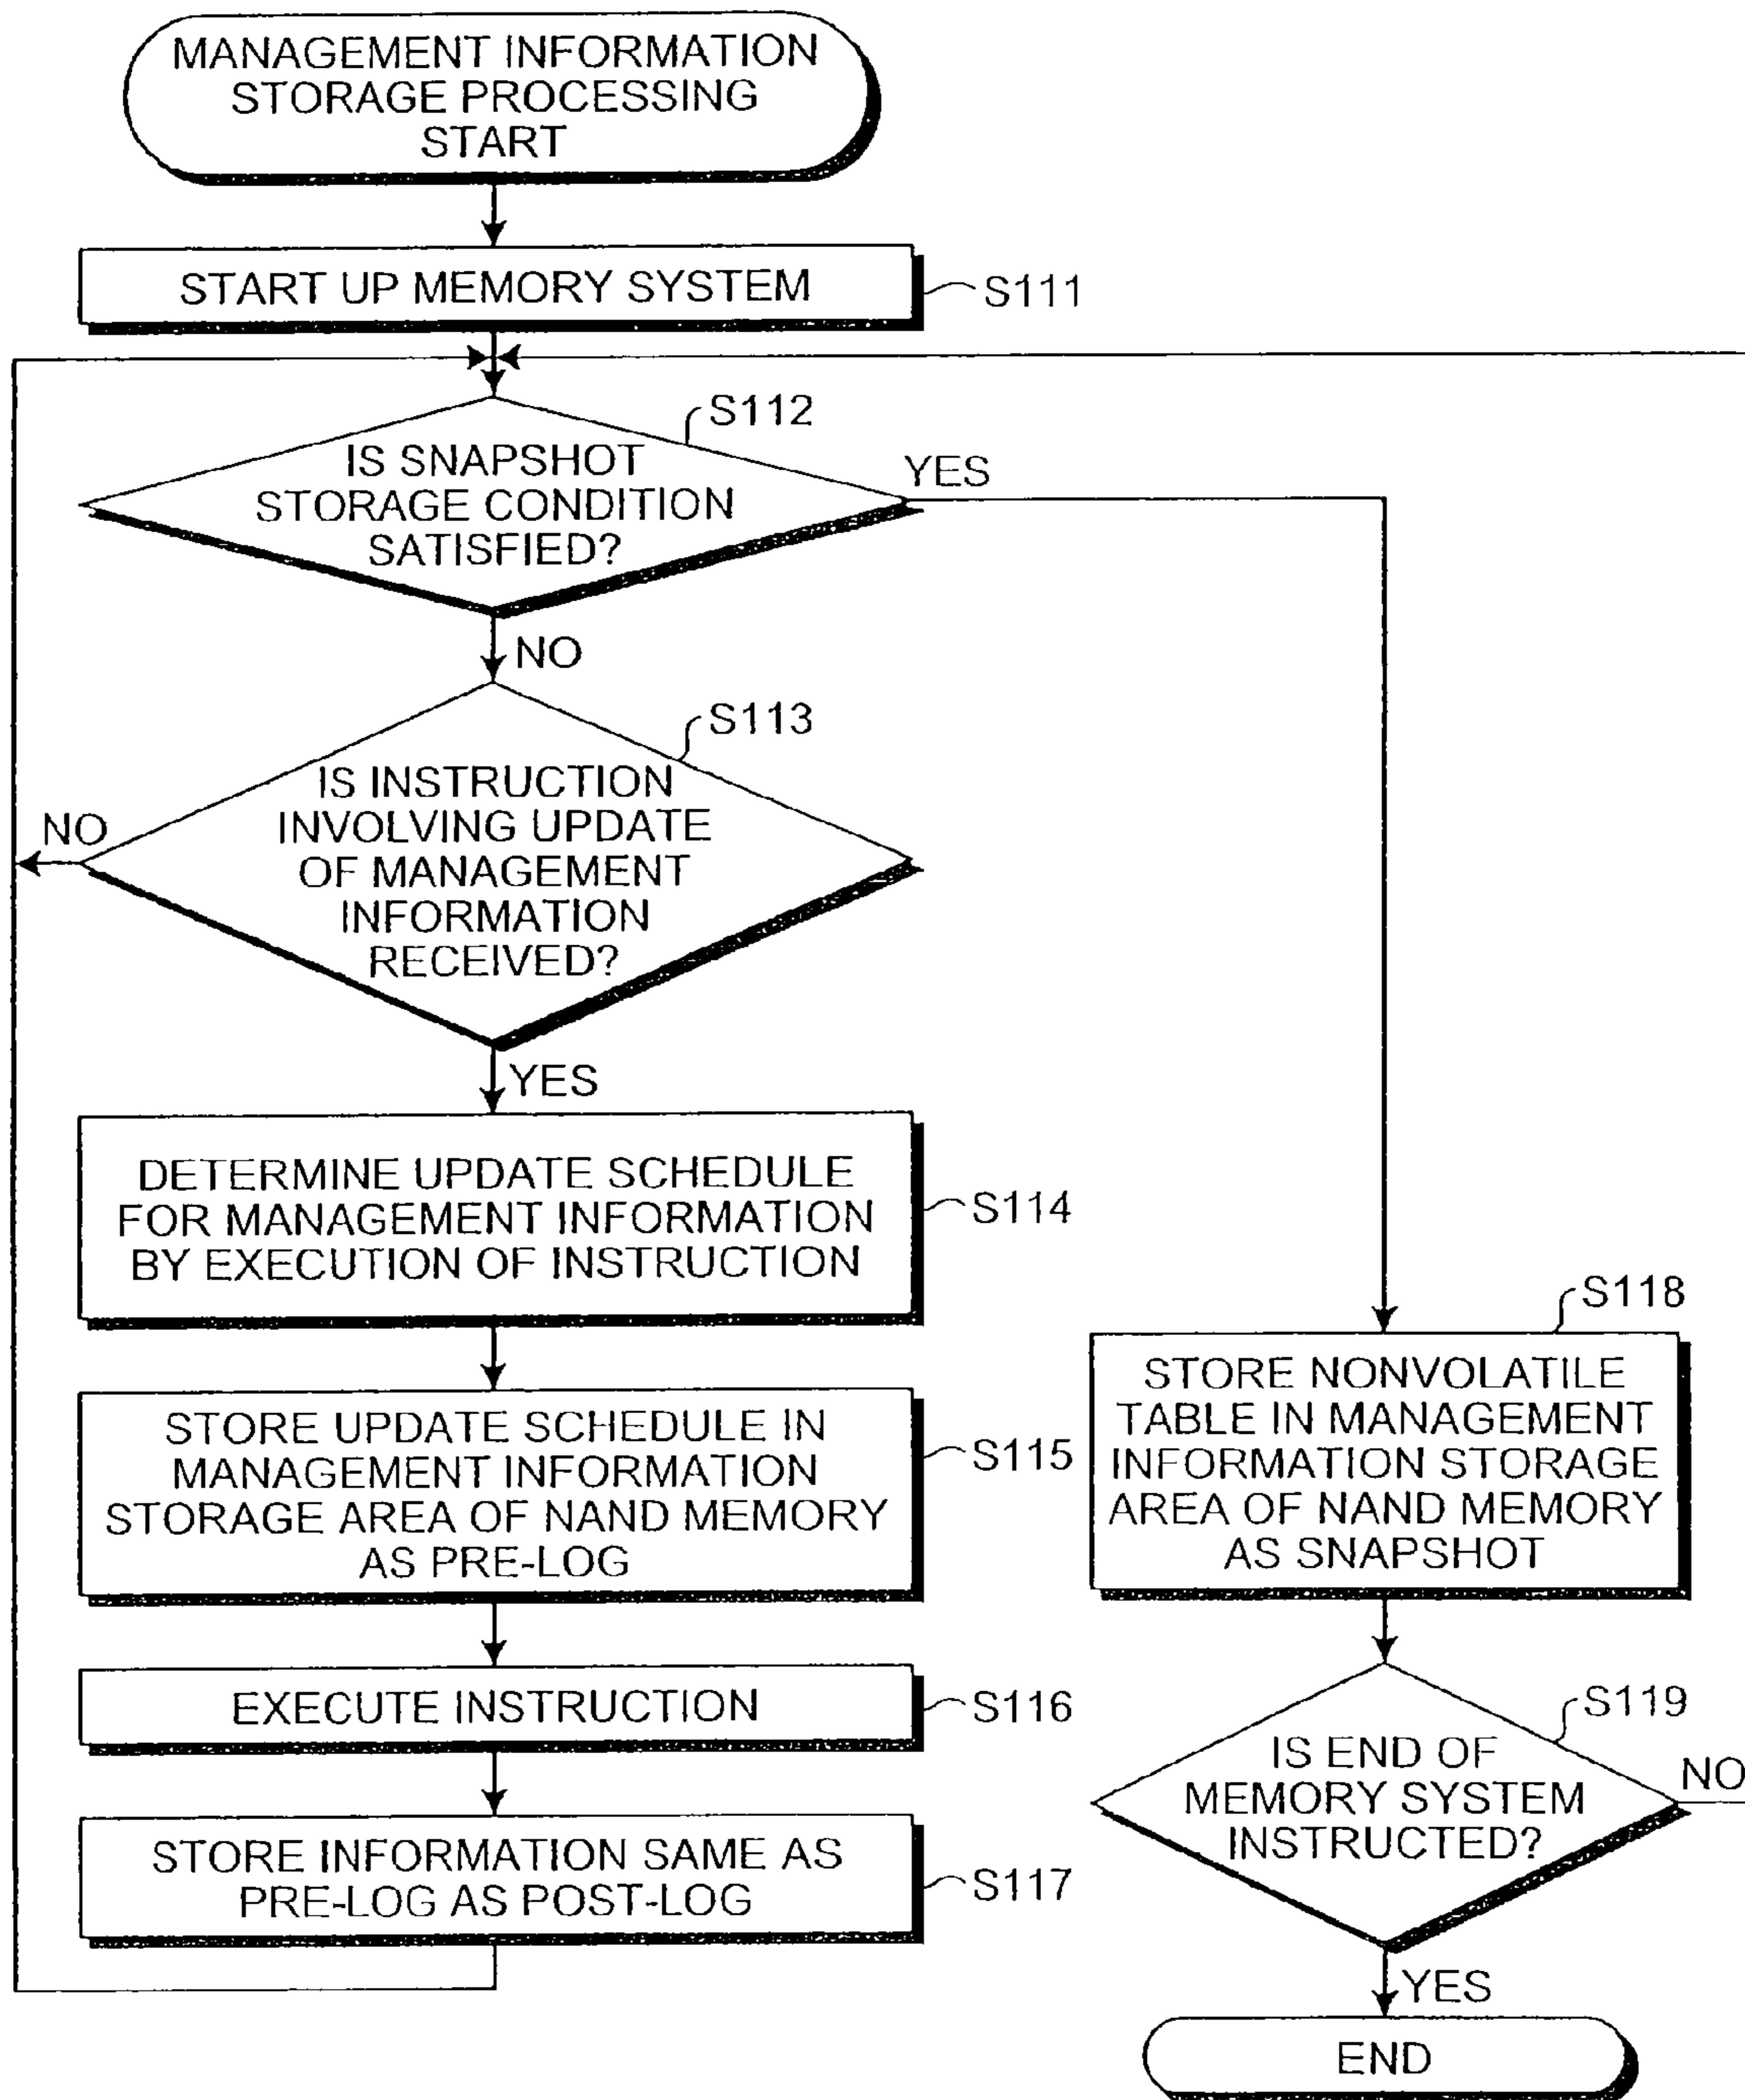 MANAGEMENT INFORMATION
STORAGE PROCESSING
START
START UP MEMORY SYSTEM
S111
S112
IS SNAPSHOT
STORAGE CONDITION
SATISFIED?
YES
NO
S113
IS INSTRUCTION
INVOLVING UPDATE
OF MANAGEMENT
INFORMATION
RECEIVED?
NO
YES
DETERMINE UPDATE SCHEDULE
FOR MANAGEMENT INFORMATION
BY EXECUTION OF INSTRUCTION
S114
STORE UPDATE SCHEDULE IN
MANAGEMENT INFORMATION
STORAGE AREA OF NAND MEMORY
AS PRE-LOG
S115
EXECUTE INSTRUCTION
S116
STORE INFORMATION SAME AS
PRE-LOG AS POST-LOG
S117
S118
STORE NONVOLATILE
TABLE IN MANAGEMENT
INFORMATION STORAGE
AREA OF NAND MEMORY
AS SNAPSHOT
S119
IS END OF
MEMORY SYSTEM
INSTRUCTED?
NO
YES
END